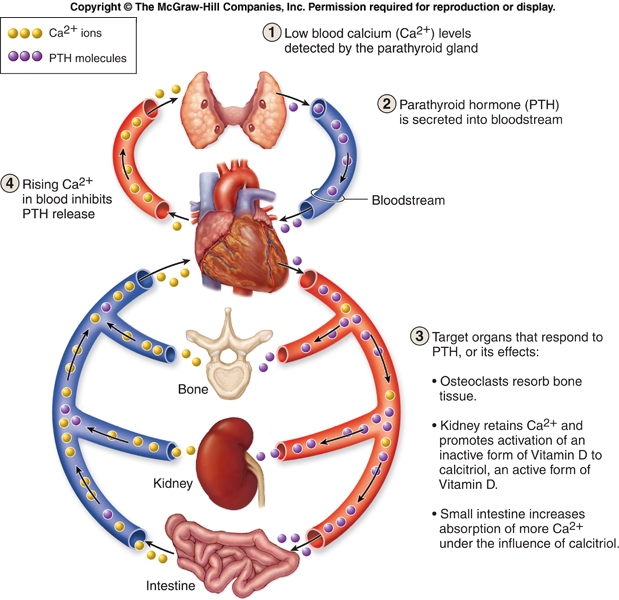 Copyright © The McGraw-Hill Companies, Inc. Permission required for reproduction or display.
Ca2+ ions
PTH molecules
1 Low blood calcium (Ca2+) levels
detected by the parathyroid gland
2 Parathyroid hormone (PTH)
is secreted into bloodstream
4 Rising Ca2+
in blood inhibits
PTH release
Bloodstream
3 Target organs that respond to
PTH, or its effects:
• Osteoclasts resorb bone
tissue.
• Kidney retains Ca2+ and
promotes activation of an
inactive form of Vitamin D to
calcitriol, an active form of
Vitamin D.
• Small intestine increases
absorption of more Ca2+
under the influence of calcitriol.
Bone
Kidney
Intestine